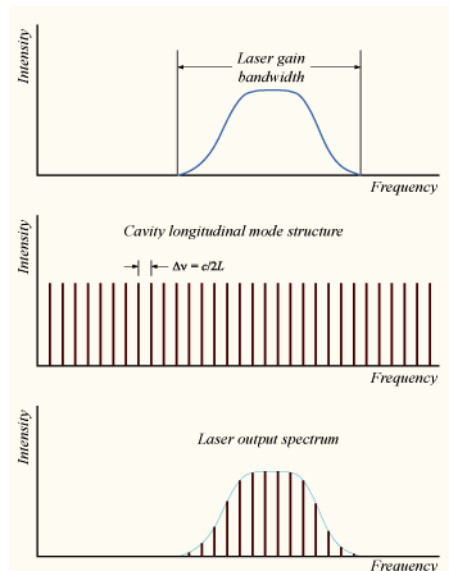 Intensity
Laser gain
bandwidth
Frequency
Intensity
Cavity longitudinal mode structure
Δν = c/2L
Frequency
Intensity
Laser output spectrum
Frequency